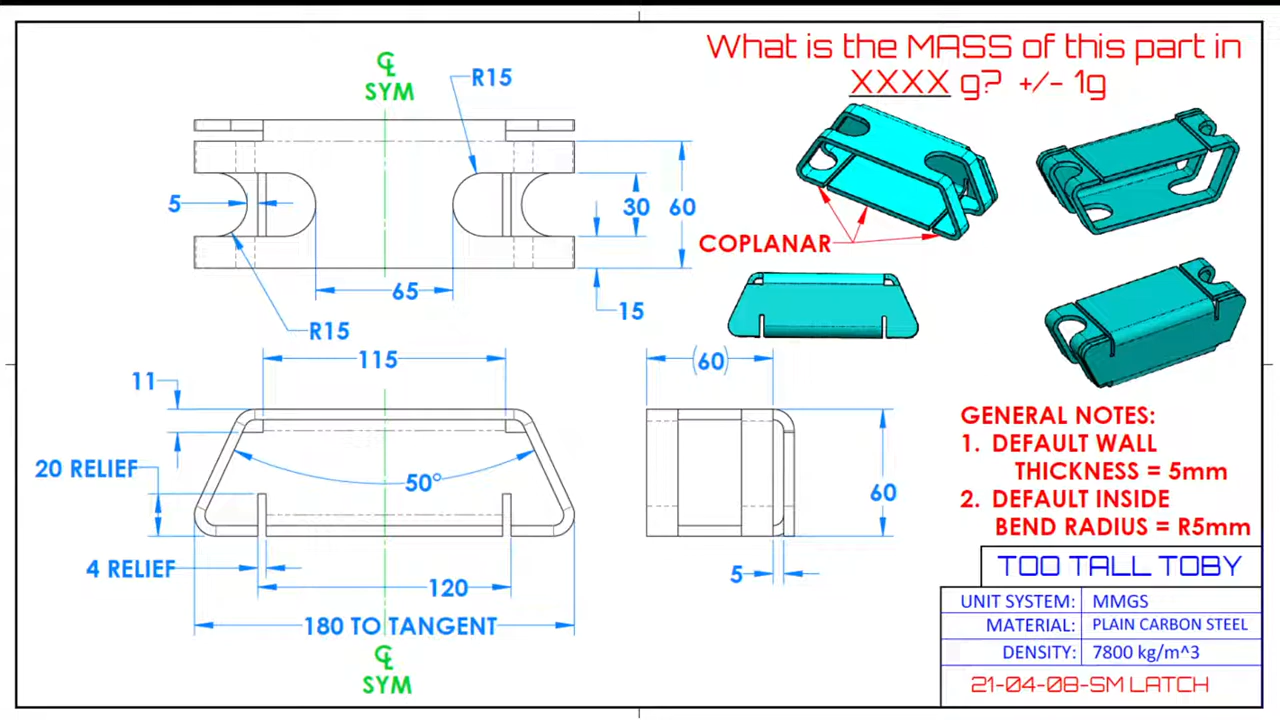 What is the MASS of this part in
XXXX g? +/- 1g
℄
SYM
R15
5
30
60
65
15
R15
COPLANAR
115
11
(60)
20 RELIEF
50°
60
4 RELIEF
120
5
180 TO TANGENT
℄
SYM
GENERAL NOTES:
1. DEFAULT WALL
THICKNESS = 5mm
2. DEFAULT INSIDE
BEND RADIUS = R5mm
TOO TALL TOBY
UNIT SYSTEM: MMGS
MATERIAL: PLAIN CARBON STEEL
DENSITY: 7800 kg/m^3
21-04-08-SM LATCH